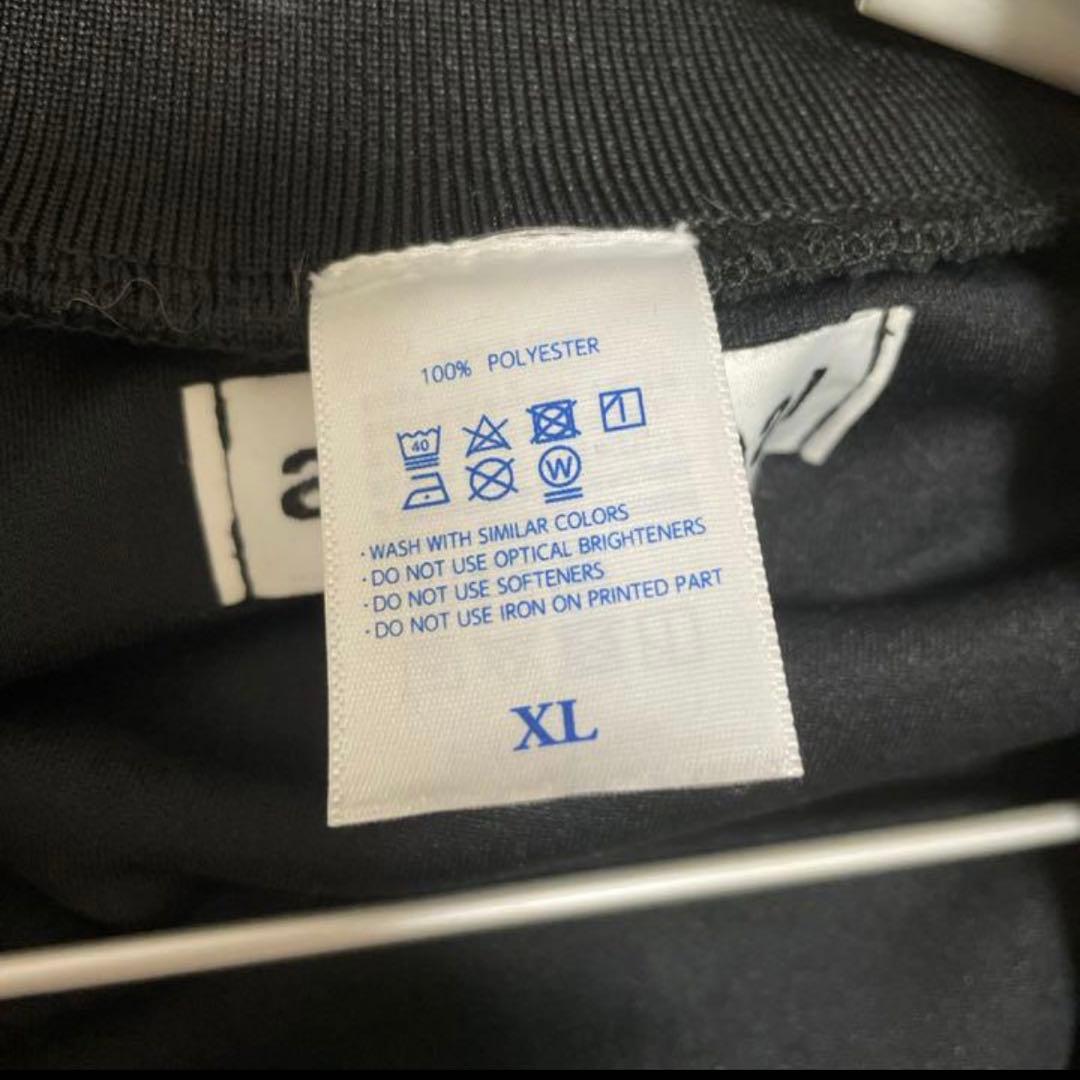 100% POLYESTER
40
W
· WASH WITH SIMILAR COLORS
· DO NOT USE OPTICAL BRIGHTENERS
· DO NOT USE SOFTENERS
· DO NOT USE IRON ON PRINTED PART
XL